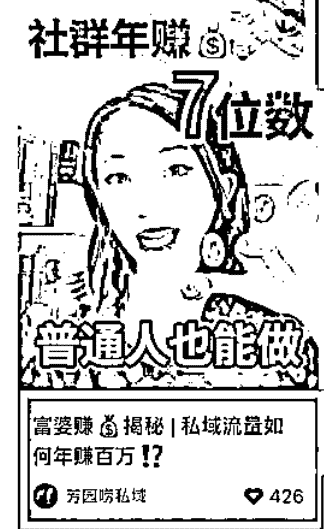 社群年赚💰
7位数
普通人也能做
富婆赚💰揭秘 | 私域流量如
何年赚百万⁉️
芳园唠私域 426